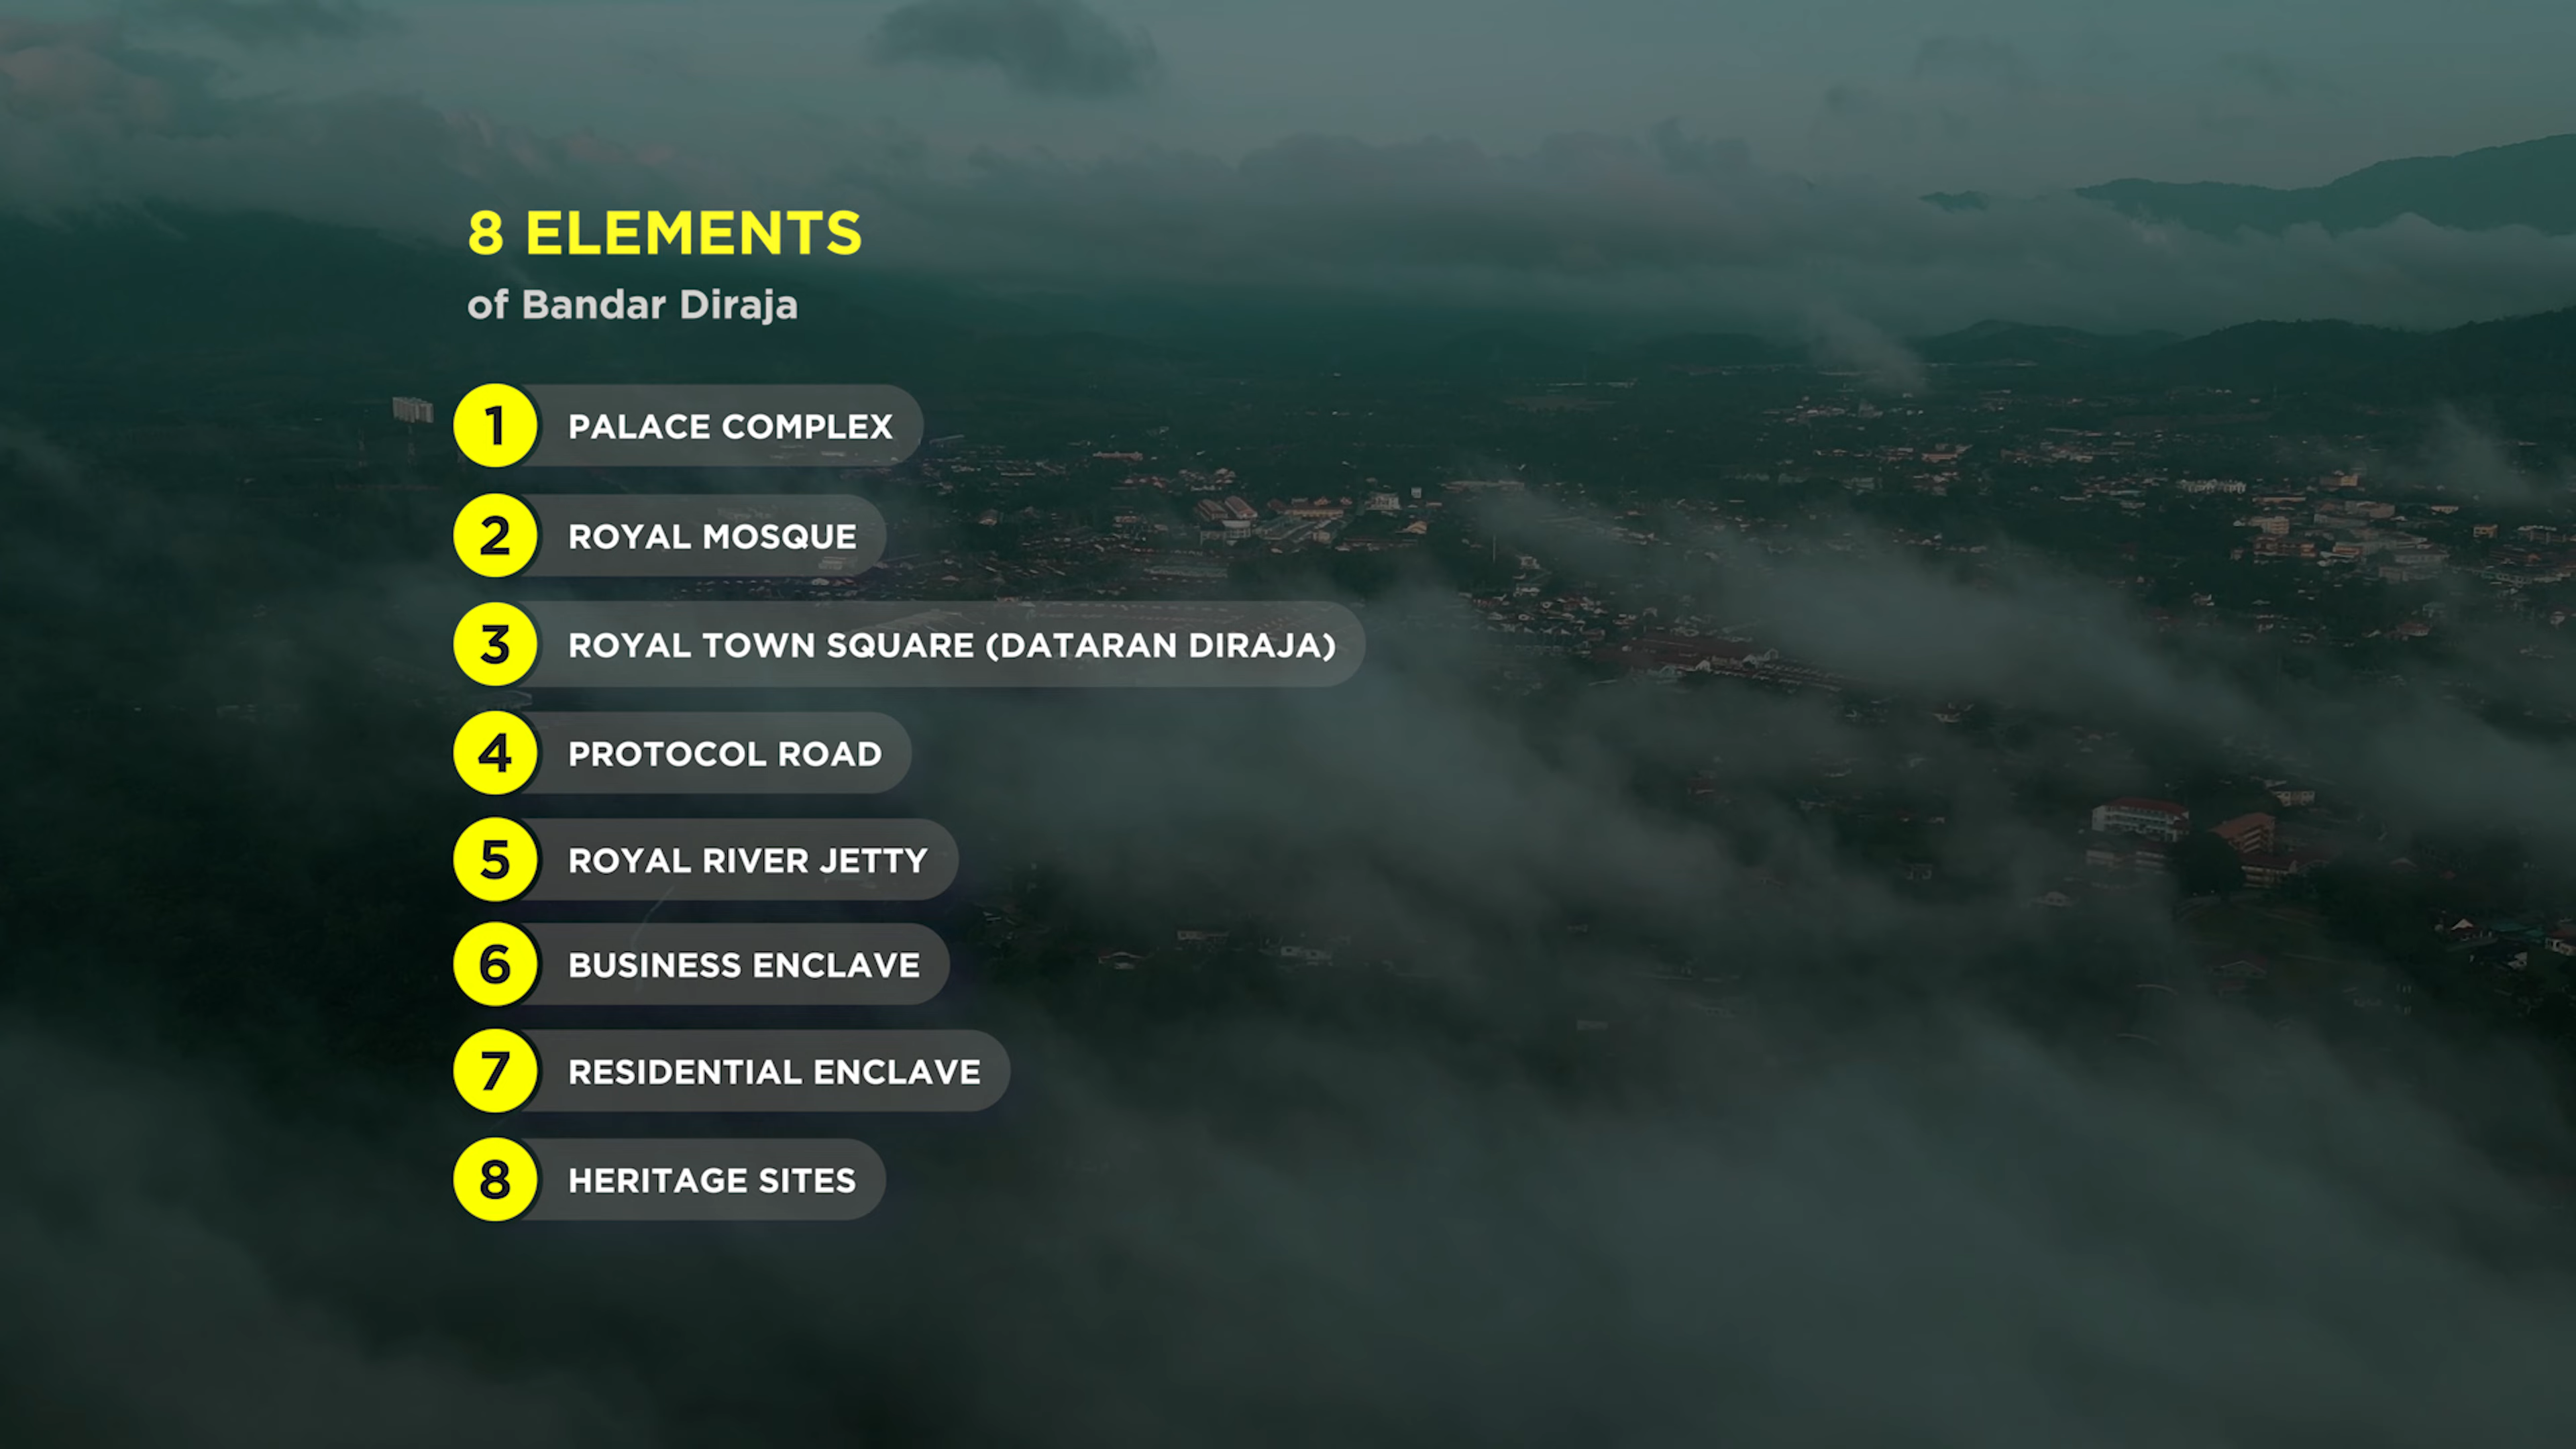 8 ELEMENTS
of Bandar Diraja
1 PALACE COMPLEX
2 ROYAL MOSQUE
3 ROYAL TOWN SQUARE (DATARAN DIRAJA)
4 PROTOCOL ROAD
5 ROYAL RIVER JETTY
6 BUSINESS ENCLAVE
7 RESIDENTIAL ENCLAVE
8 HERITAGE SITES